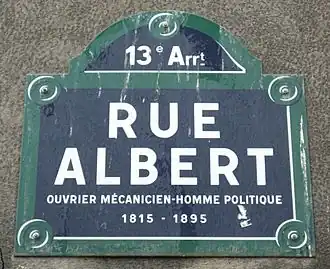 13e Arrt
RUE
ALBERT
OUVRIER MÉCANICIEN-HOMME POLITIQUE
1815 - 1895